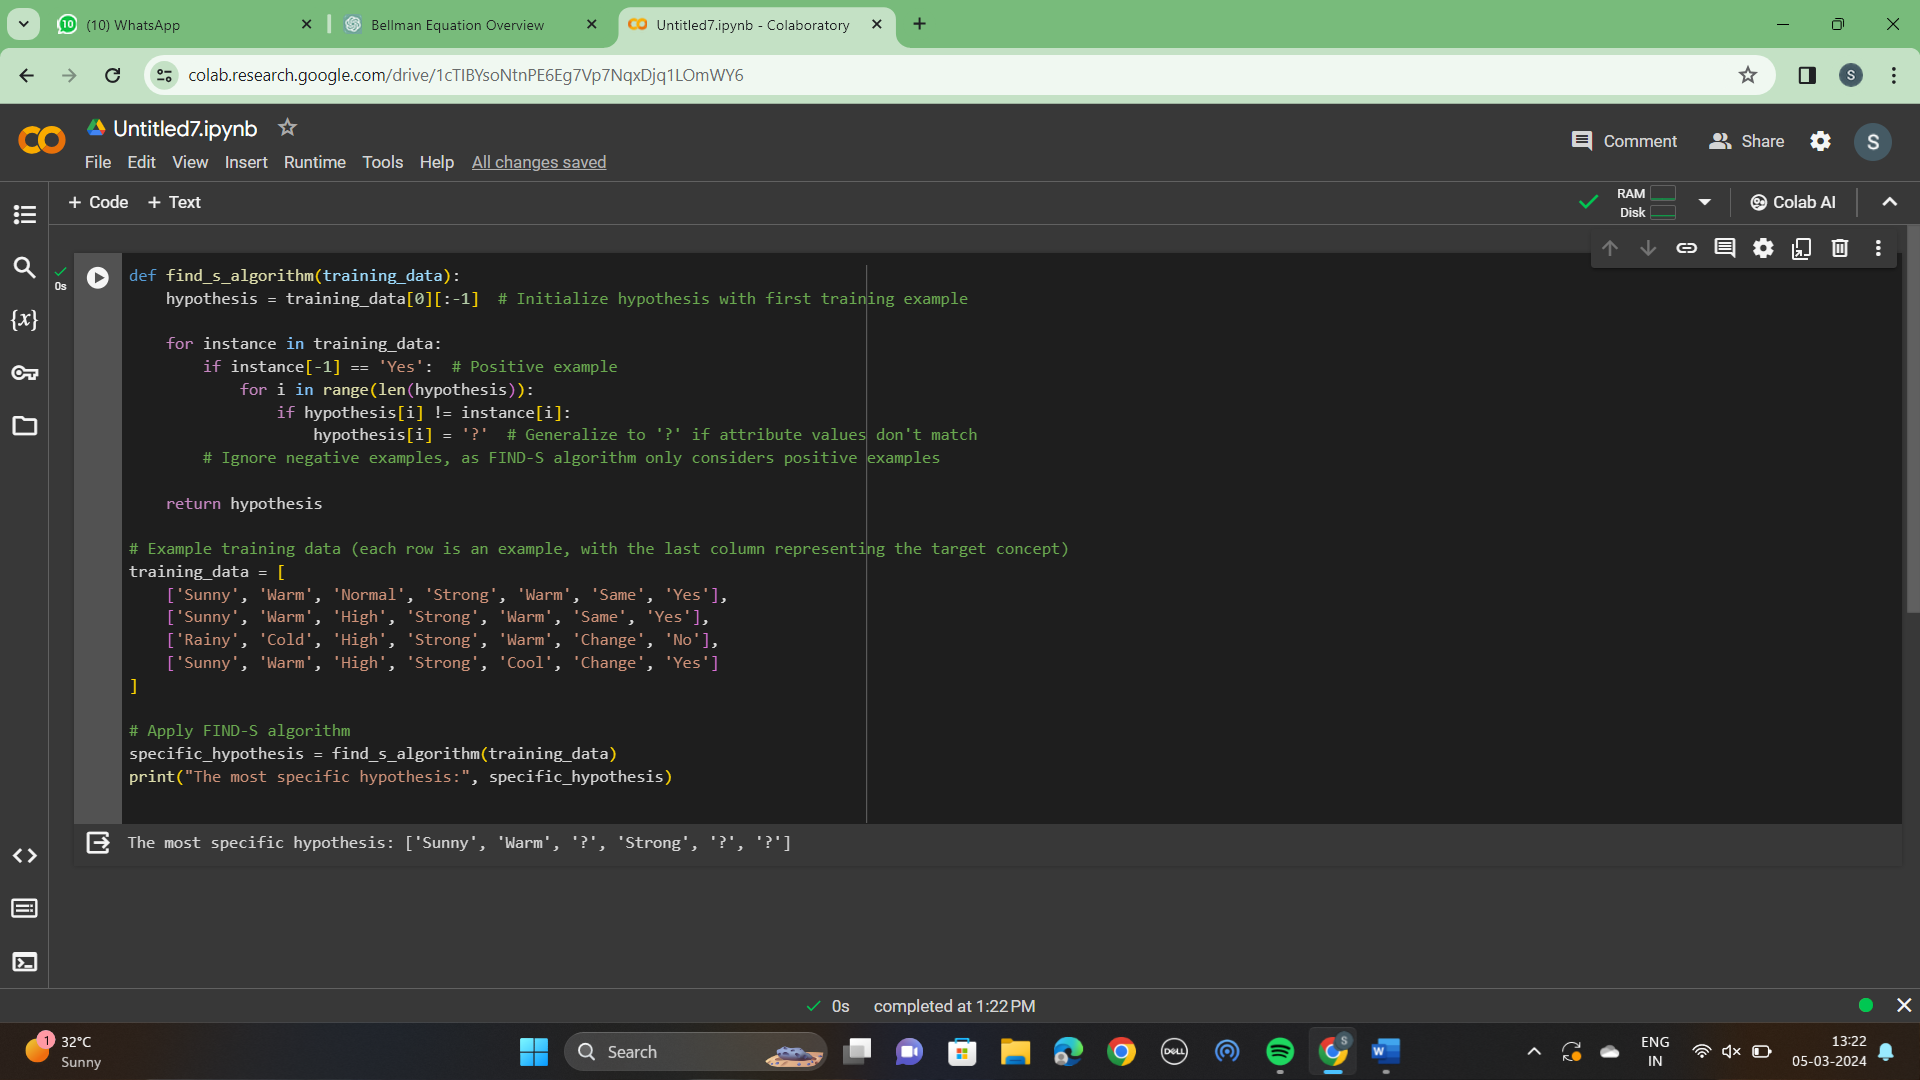 (10) WhatsApp
Bellman Equation Overview
Untitled7.ipynb - Colaboratory
colab.research.google.com/drive/1cTIBYsoNtnPE6Eg7Vp7NqxDjq1LOmWY6
S
CO
Untitled7.ipynb
Comment
Share
S
File Edit View Insert Runtime Tools Help All changes saved
+ Code + Text
RAM
Disk
Colab AI
{x}
0s
def find_s_algorithm(training_data):
    hypothesis = training_data[0][:-1]  # Initialize hypothesis with first training example
    for instance in training_data:
        if instance[-1] == 'Yes':  # Positive example
            for i in range(len(hypothesis)):
                if hypothesis[i] != instance[i]:
                    hypothesis[i] = '?'  # Generalize to '?' if attribute values don't match
        # Ignore negative examples, as FIND-S algorithm only considers positive examples
    return hypothesis
# Example training data (each row is an example, with the last column representing the target concept)
training_data = [
    ['Sunny', 'Warm', 'Normal', 'Strong', 'Warm', 'Same', 'Yes'],
    ['Sunny', 'Warm', 'High', 'Strong', 'Warm', 'Same', 'Yes'],
    ['Rainy', 'Cold', 'High', 'Strong', 'Warm', 'Change', 'No'],
    ['Sunny', 'Warm', 'High', 'Strong', 'Cool', 'Change', 'Yes']
]
# Apply FIND-S algorithm
specific_hypothesis = find_s_algorithm(training_data)
print("The most specific hypothesis:", specific_hypothesis)
The most specific hypothesis: ['Sunny', 'Warm', '?', 'Strong', '?', '?']
0s completed at 1:22 PM
1
32°C
Sunny
Search
DELL
S
W
ENG
IN
13:22
05-03-2024